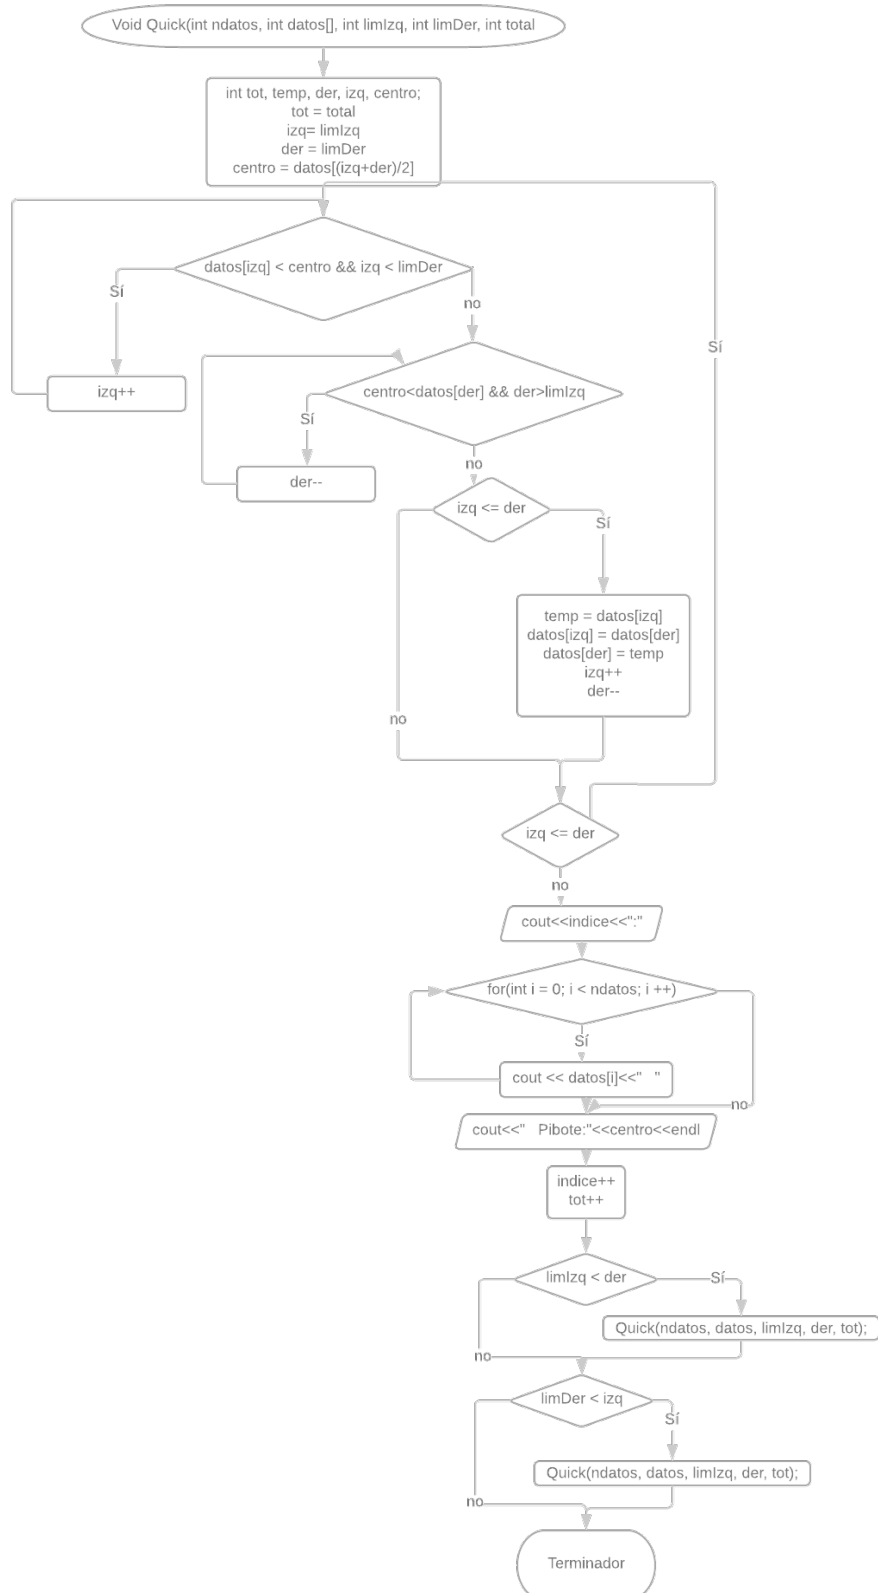 Void Quick(int ndatos, int datos[], int limIzq, int limDer, int total
int tot, temp, der, izq, centro;
tot = total
izq= limIzq
der = limDer
centro = datos[(izq+der)/2]
datos[izq] < centro && izq < limDer
Sí
no
izq++
Sí
centro<datos[der] && der>limIzq
Sí
no
der--
izq <= der
Sí
temp = datos[izq]
datos[izq] = datos[der]
datos[der] = temp
izq++
der--
no
izq <= der
no
cout<<indice<<":"
for(int i = 0; i < ndatos; i ++)
Sí
cout << datos[i]<<"   "
no
cout<<"   Pibote:"<<centro<<endl
indice++
tot++
limIzq < der
Sí
Quick(ndatos, datos, limIzq, der, tot);
no
limDer < izq
Sí
Quick(ndatos, datos, limIzq, der, tot);
no
Terminador